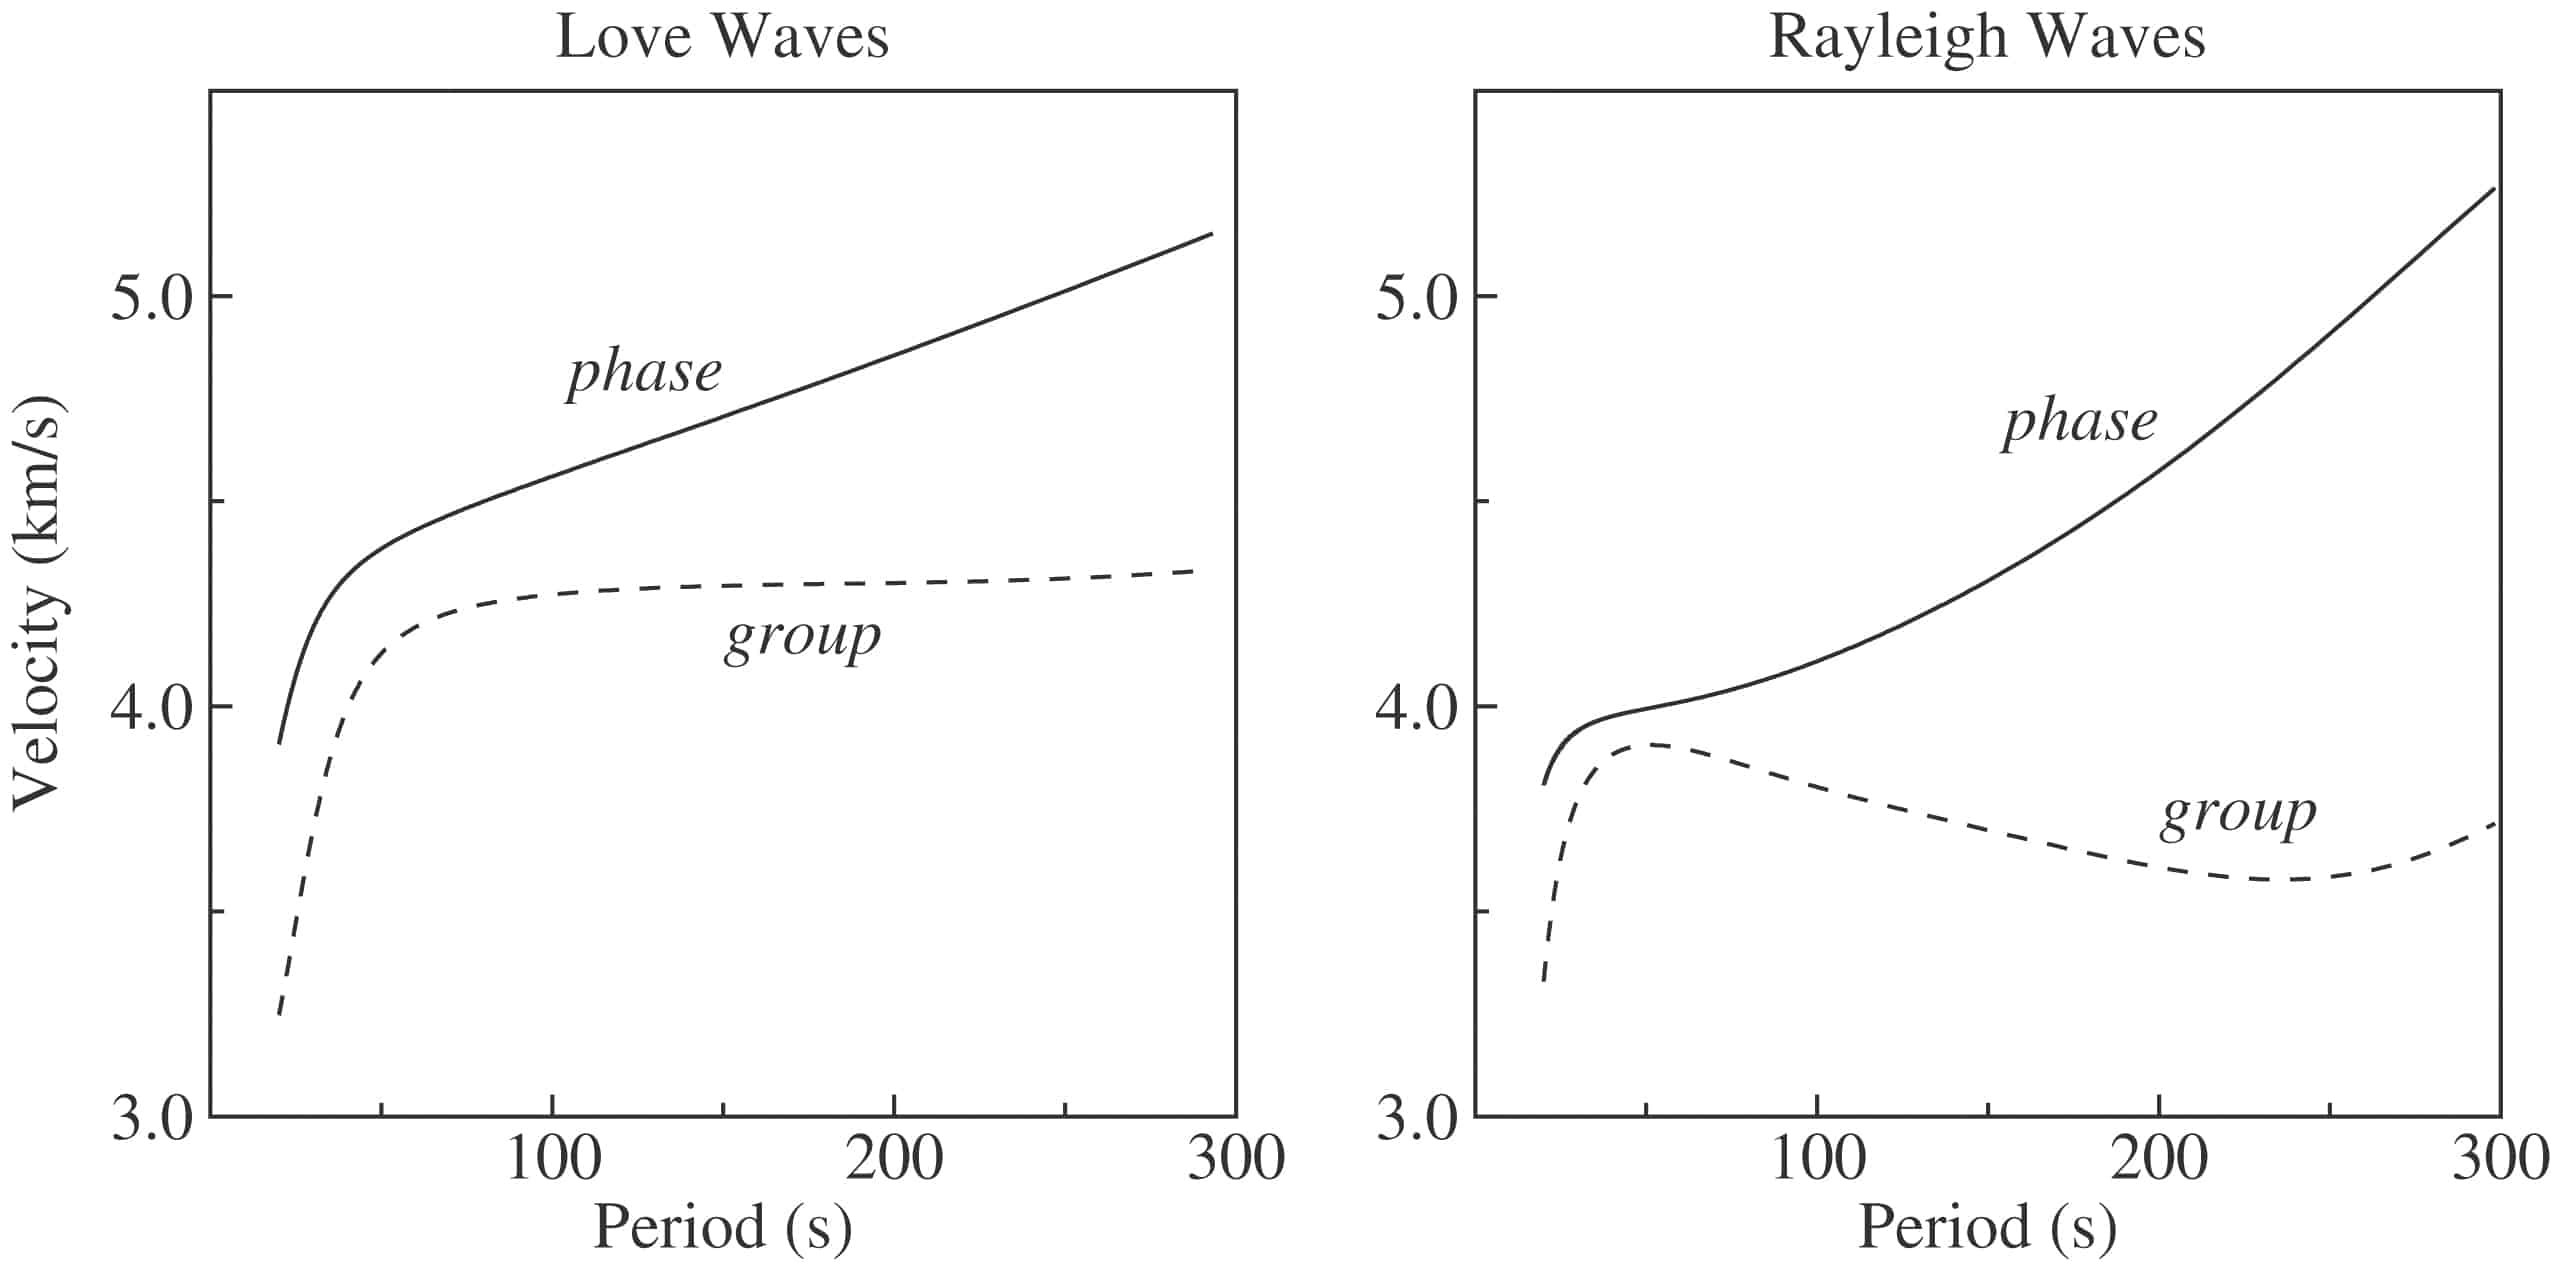 Love Waves
Velocity (km/s)
5.0
4.0
3.0
phase
group
100 200 300
Period (s)
Rayleigh Waves
5.0
4.0
3.0
phase
group
100 200 300
Period (s)